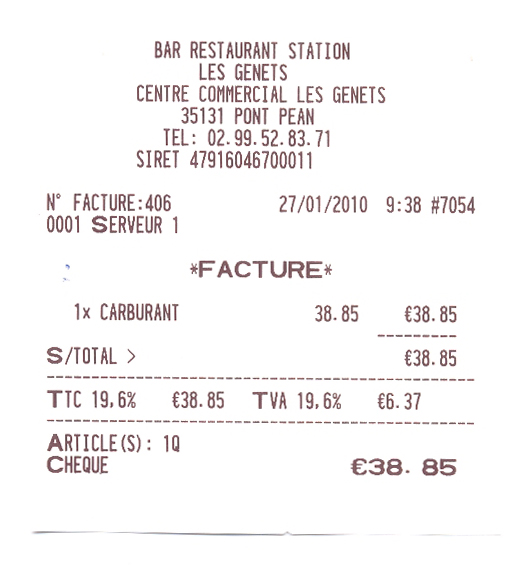 BAR RESTAURANT STATION
LES GENETS
CENTRE COMMERCIAL LES GENETS
35131 PONT PEAN
TEL: 02.99.52.83.71
SIRET 47916046700011
N° FACTURE:406 27/01/2010 9:38 #7054
0001 SERVEUR 1
*FACTURE*
1x CARBURANT 38.85 €38.85
S/TOTAL > €38.85
TTC 19,6% €38.85 TVA 19,6% €6.37
ARTICLE(S): 1Q
CHEQUE €38.85